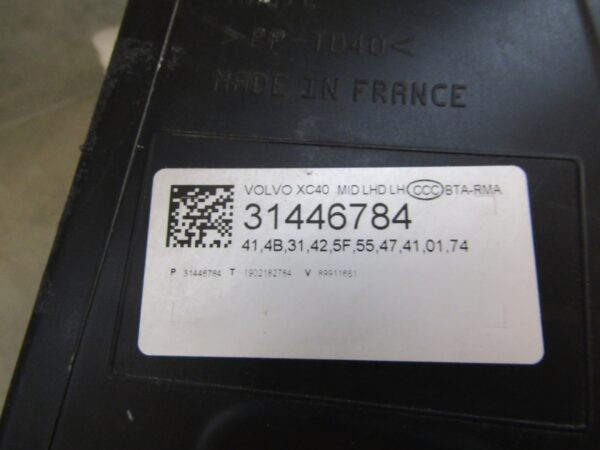 >PP-TD40<
MADE IN FRANCE
VOLVO XC40 MID LHD LH CCC BTA-RMA
31446784
41,4B,31,42,5F,55,47,41,01,74
P 31446784 T 1902182784 V 89911661